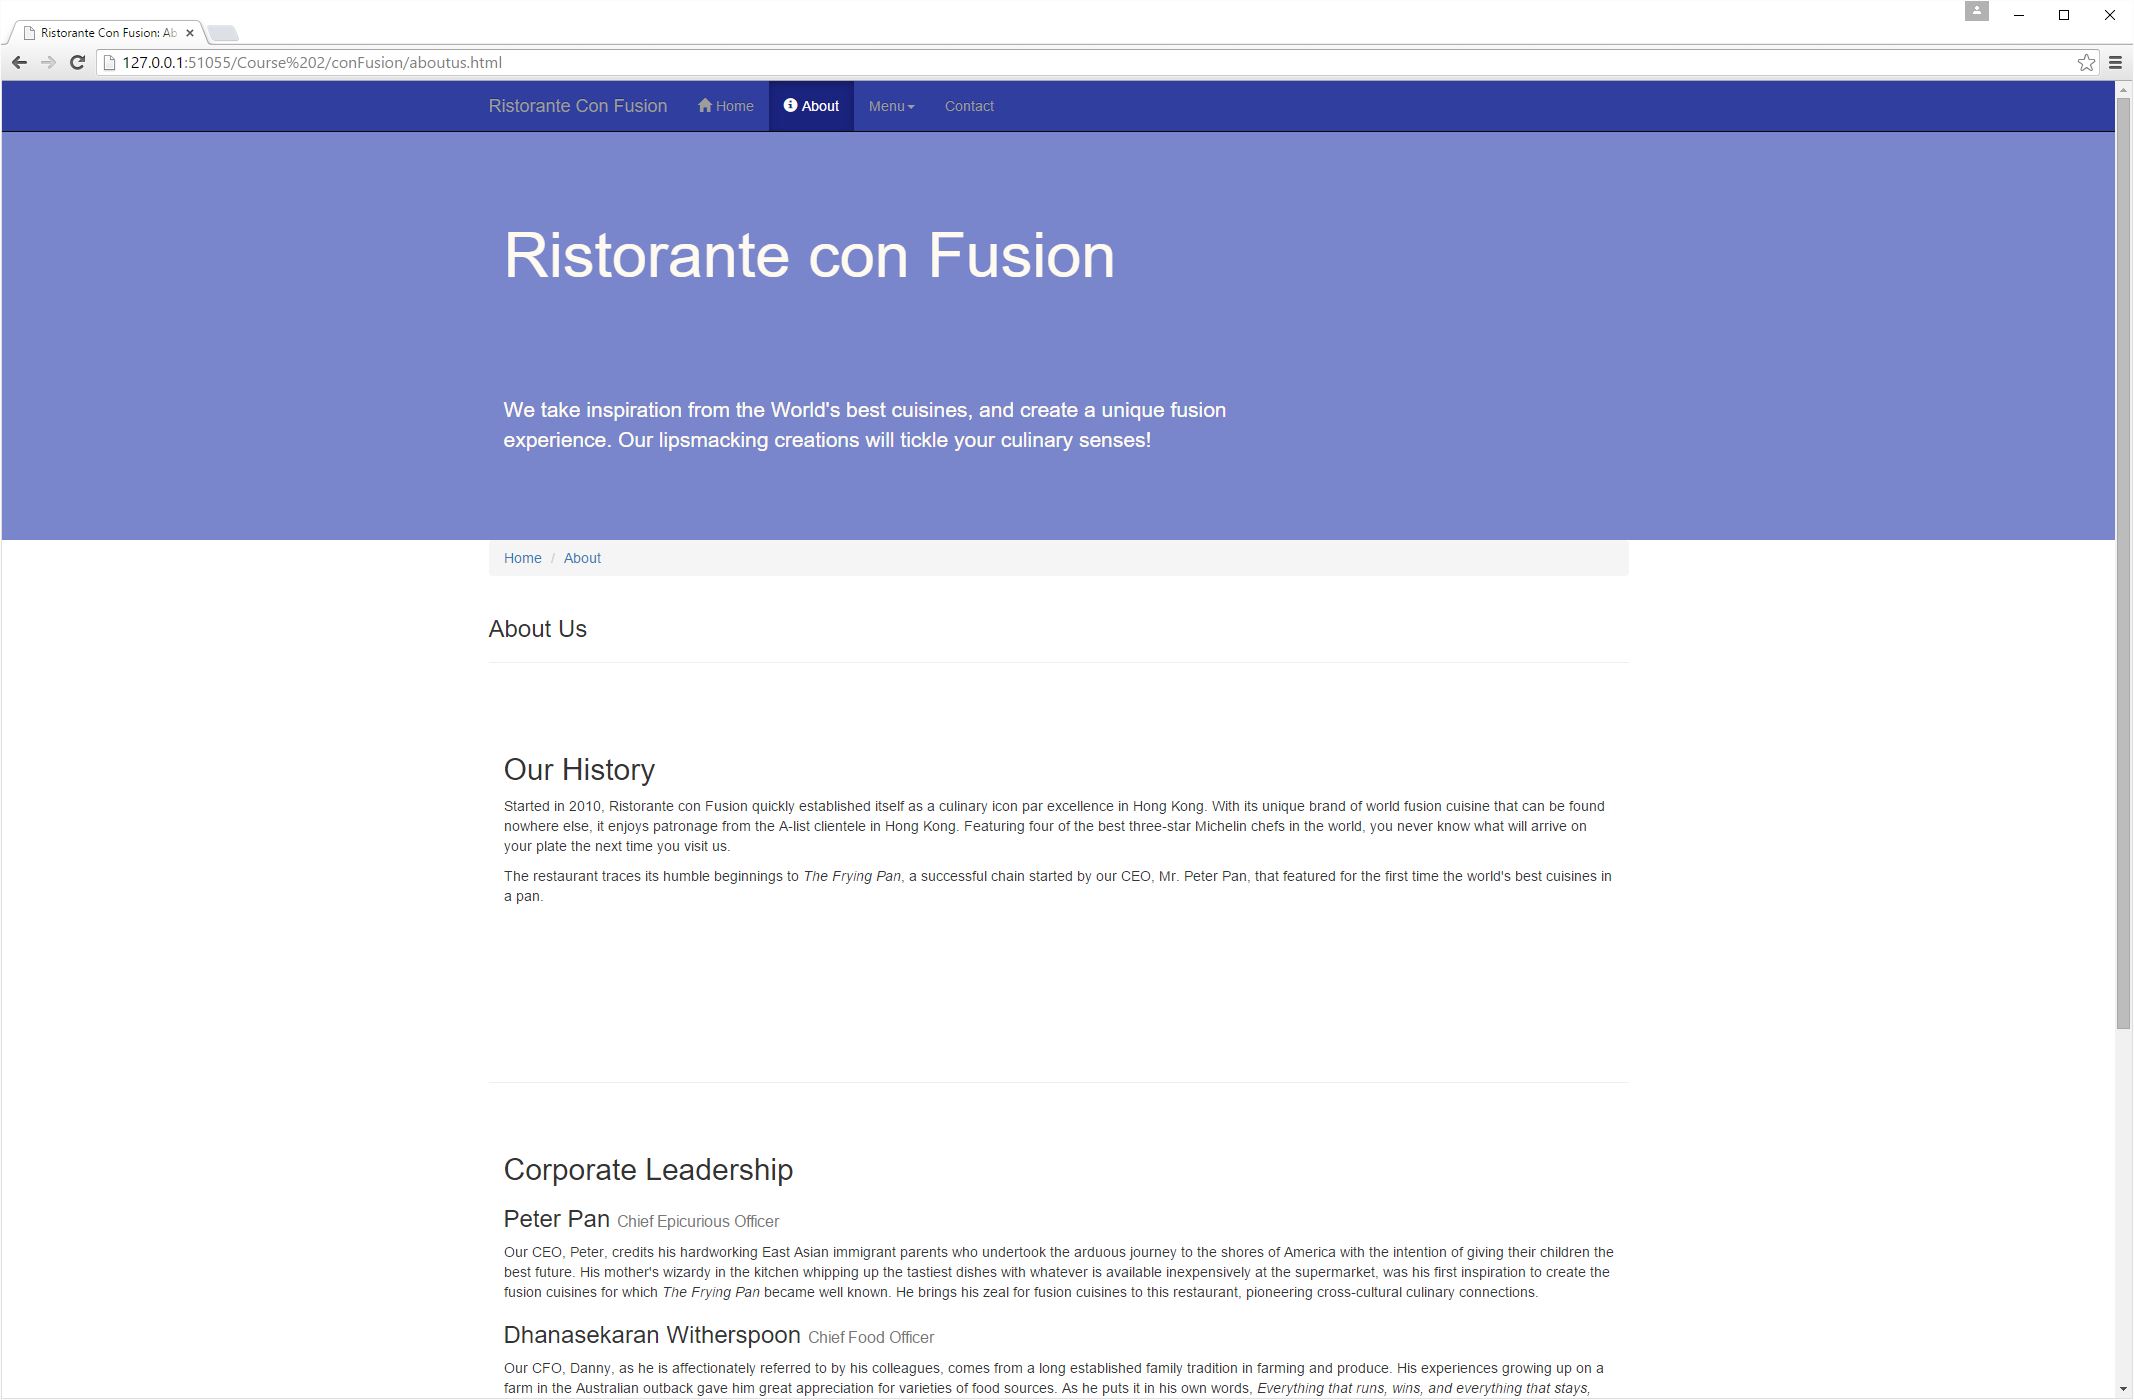 Ristorante Con Fusion: Ab
127.0.0.1:51055/Course%202/conFusion/aboutus.html
Ristorante Con Fusion Home About Menu Contact
Ristorante con Fusion
We take inspiration from the World's best cuisines, and create a unique fusion
experience. Our lipsmacking creations will tickle your culinary senses!
Home / About
About Us
Our History
Started in 2010, Ristorante con Fusion quickly established itself as a culinary icon par excellence in Hong Kong. With its unique brand of world fusion cuisine that can be found
nowhere else, it enjoys patronage from the A-list clientele in Hong Kong. Featuring four of the best three-star Michelin chefs in the world, you never know what will arrive on
your plate the next time you visit us.
The restaurant traces its humble beginnings to The Frying Pan, a successful chain started by our CEO, Mr. Peter Pan, that featured for the first time the world's best cuisines in
a pan.
Corporate Leadership
Peter Pan Chief Epicurious Officer
Our CEO, Peter, credits his hardworking East Asian immigrant parents who undertook the arduous journey to the shores of America with the intention of giving their children the
best future. His mother's wizardy in the kitchen whipping up the tastiest dishes with whatever is available inexpensively at the supermarket, was his first inspiration to create the
fusion cuisines for which The Frying Pan became well known. He brings his zeal for fusion cuisines to this restaurant, pioneering cross-cultural culinary connections.
Dhanasekaran Witherspoon Chief Food Officer
Our CFO, Danny, as he is affectionately referred to by his colleagues, comes from a long established family tradition in farming and produce. His experiences growing up on a
farm in the Australian outback gave him great appreciation for varieties of food sources. As he puts it in his own words, Everything that runs, wins, and everything that stays,